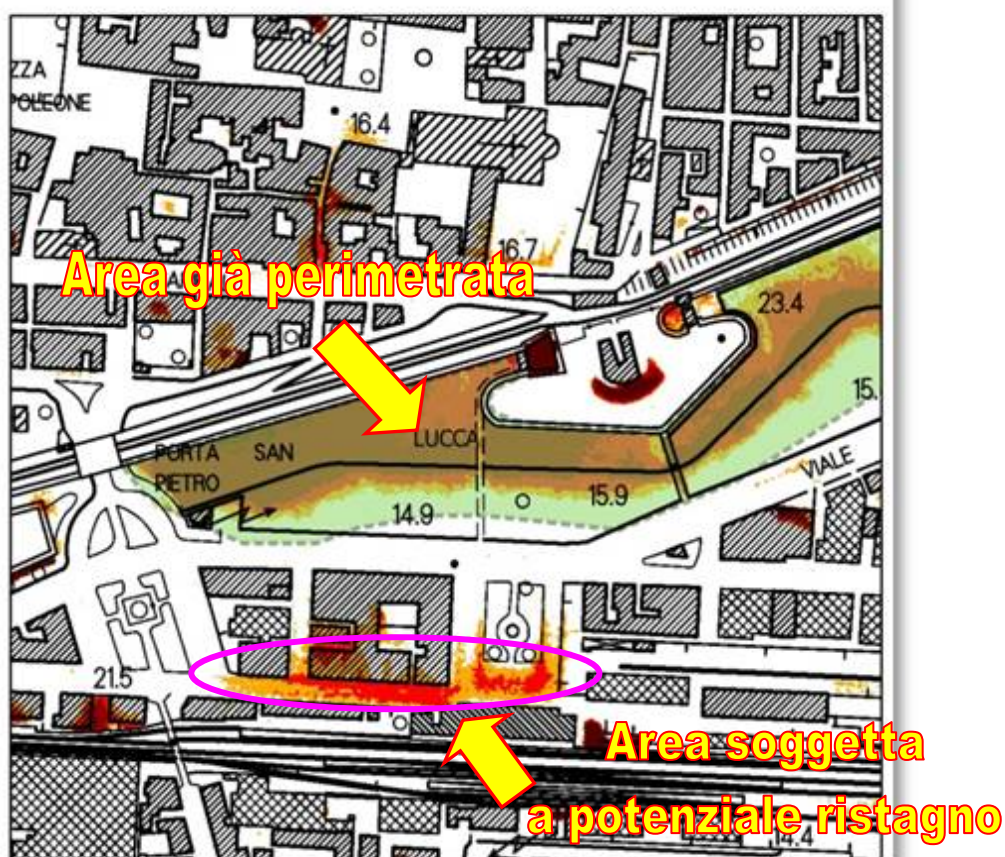 ZZA
POLEONE
16.4
16.7
Area già perimetrata
23.4
15.
LUCCA
PORTA SAN
PIETRO
VIALE
15.9
14.9
21.5
Area soggetta
a potenziale ristagno
14.4